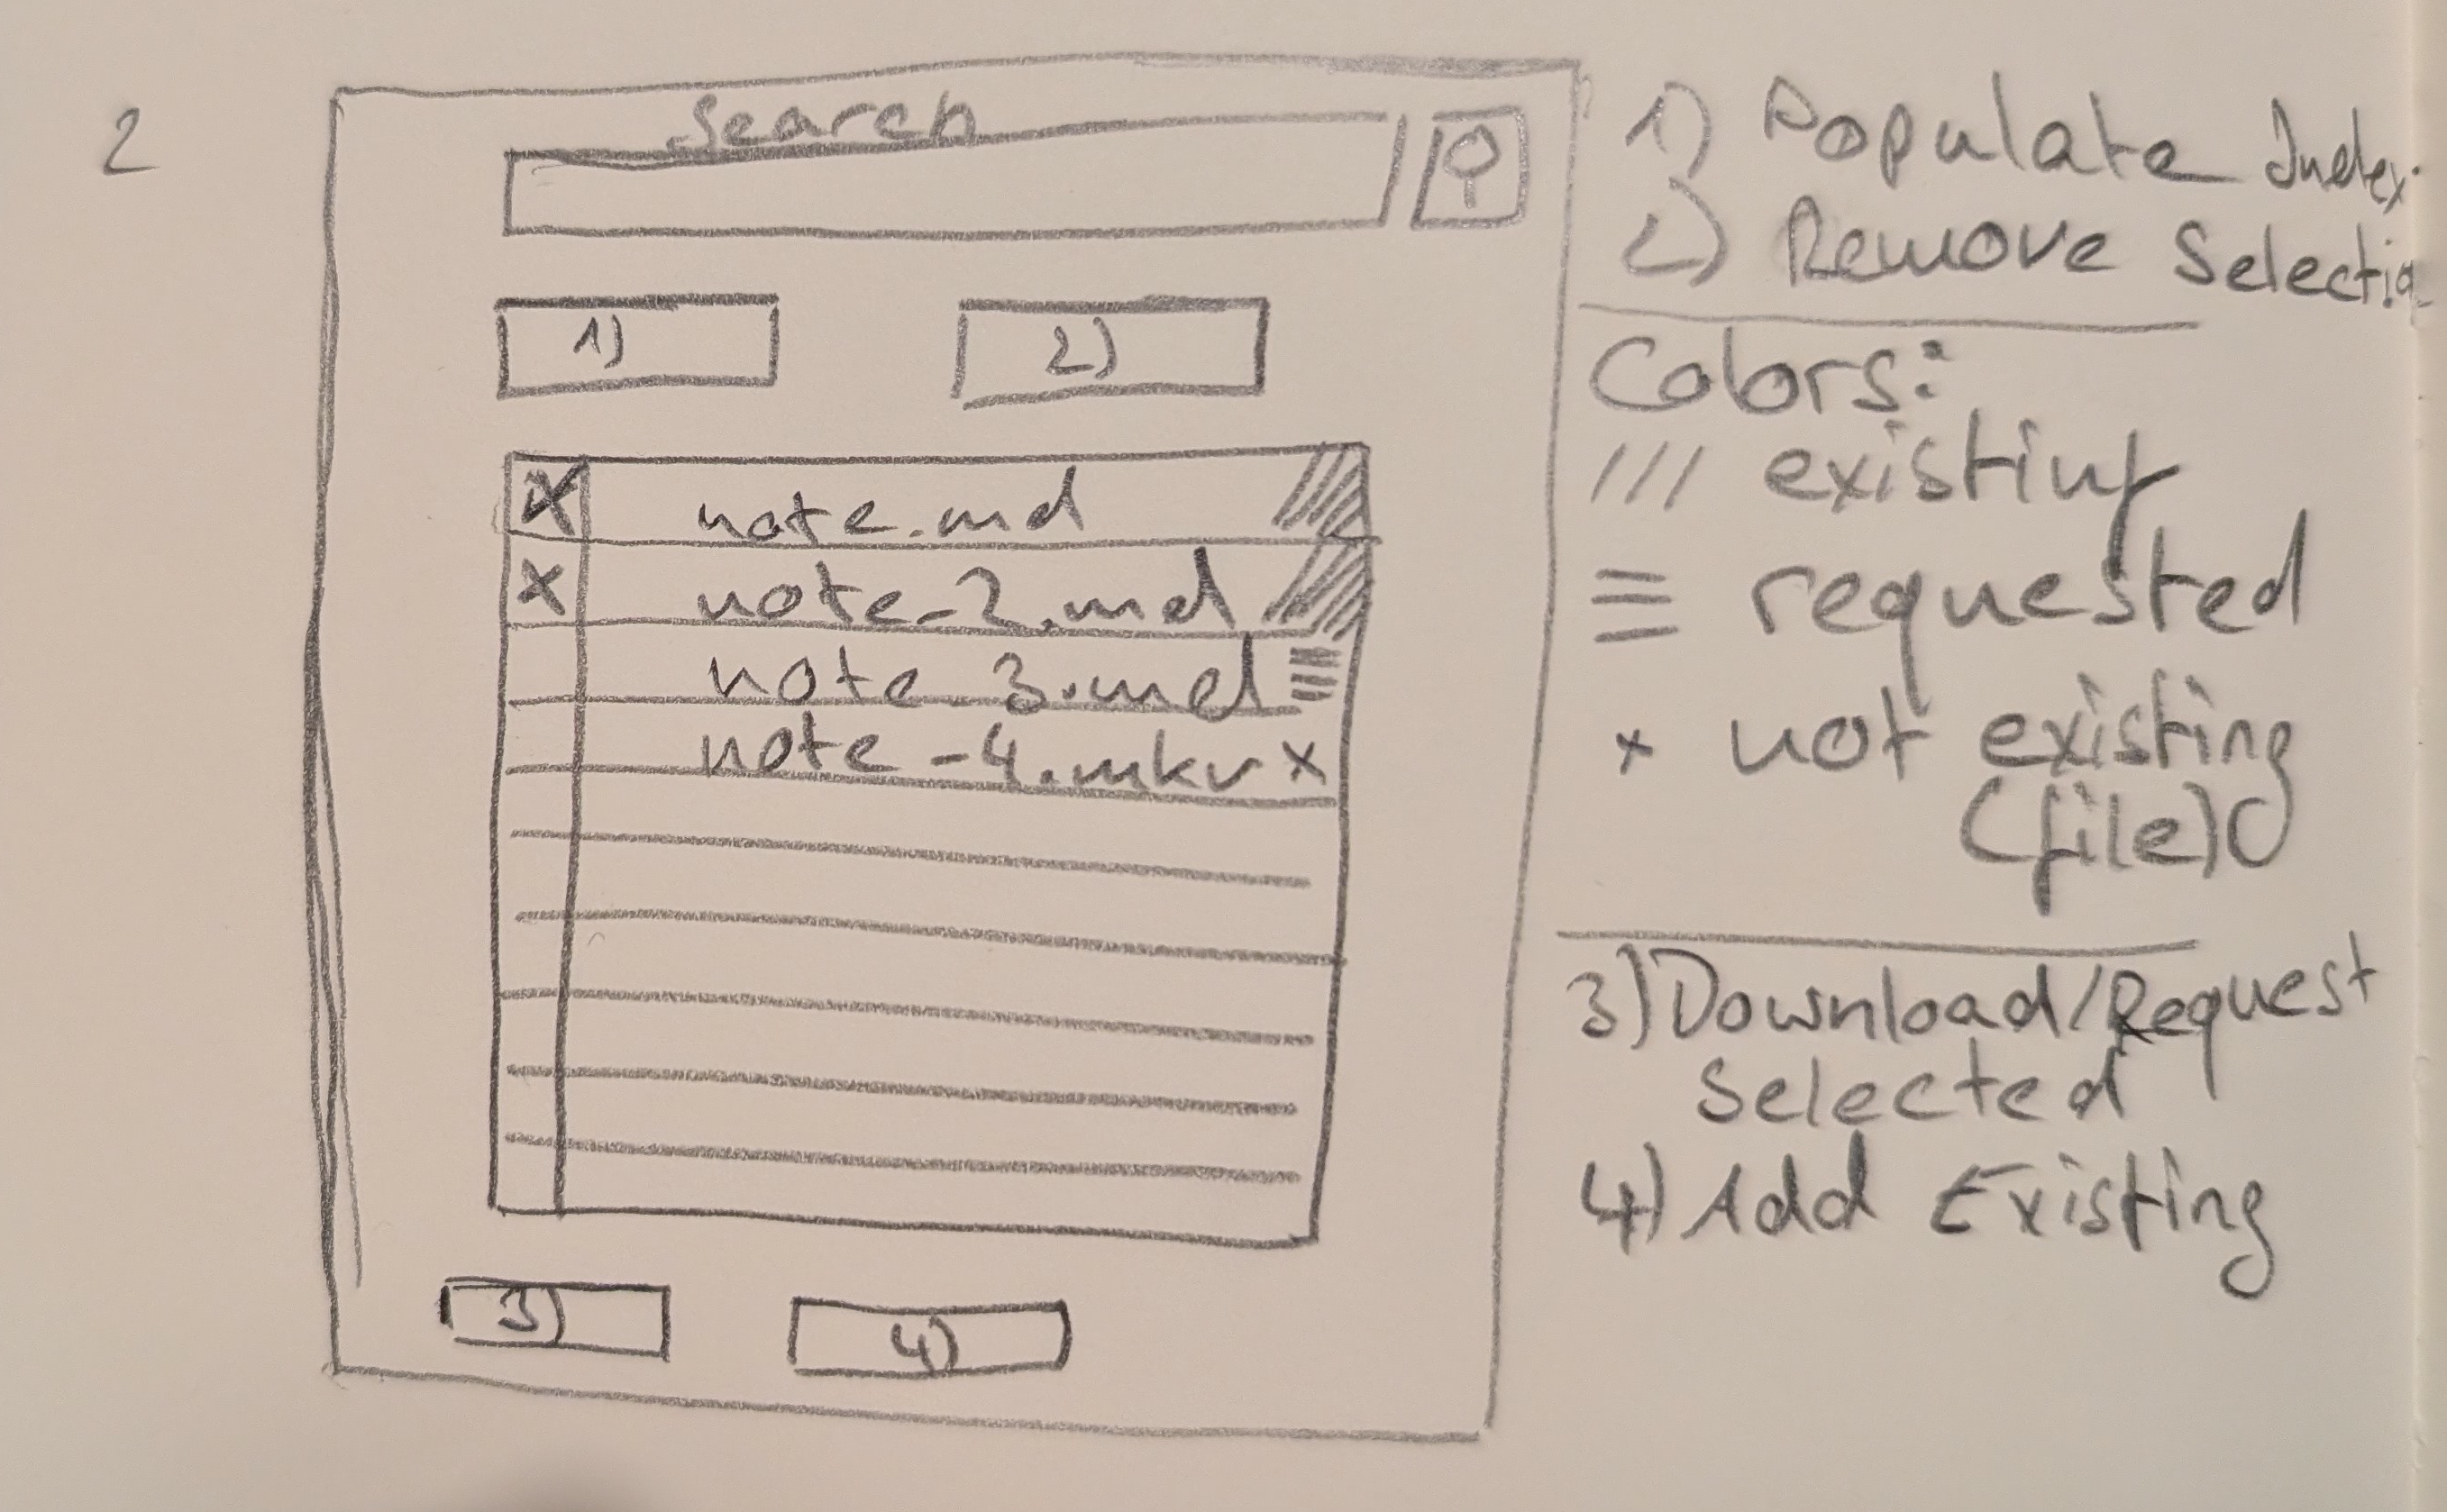 2
Search
1) 2)
X note.md
X note-2.md
note-3.md
note-4.mkv x
3) 4)
1) Populate Index
2) Remove
Colors:
/// existing
≡ requested
x not existing
(file)
3) Download/Request
Selected
4) Add Existing